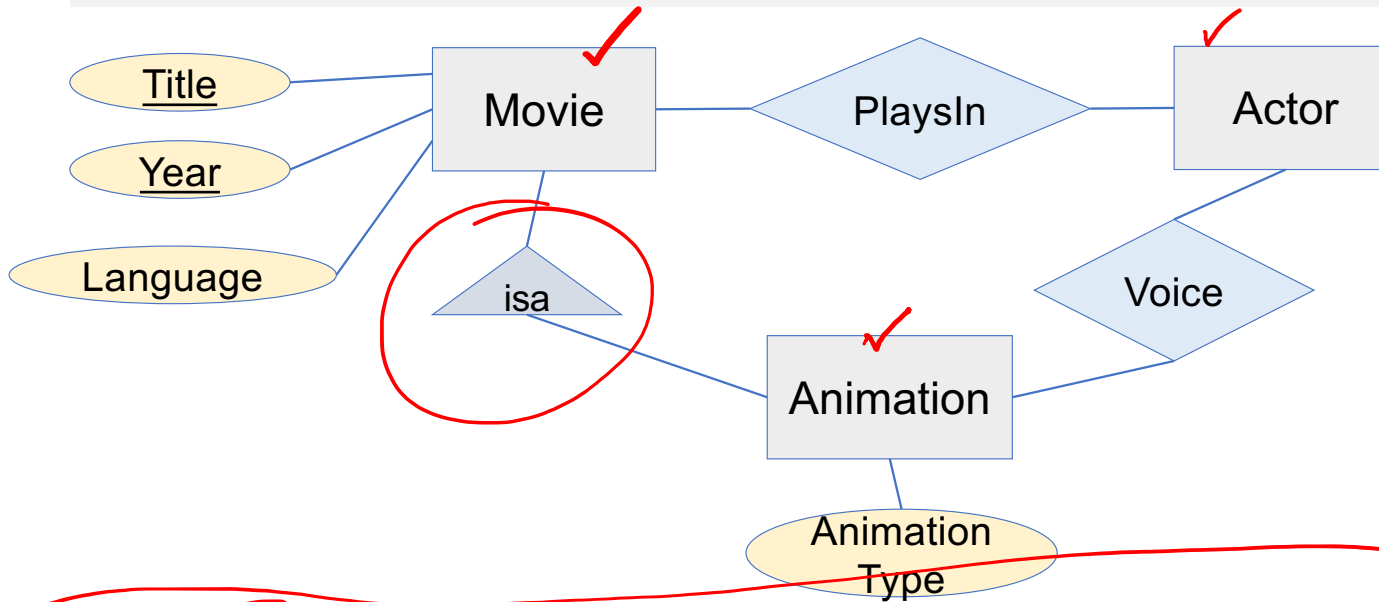 Title
Year
Language
Movie
PlaysIn
Actor
isa
Voice
Animation
Animation
Type